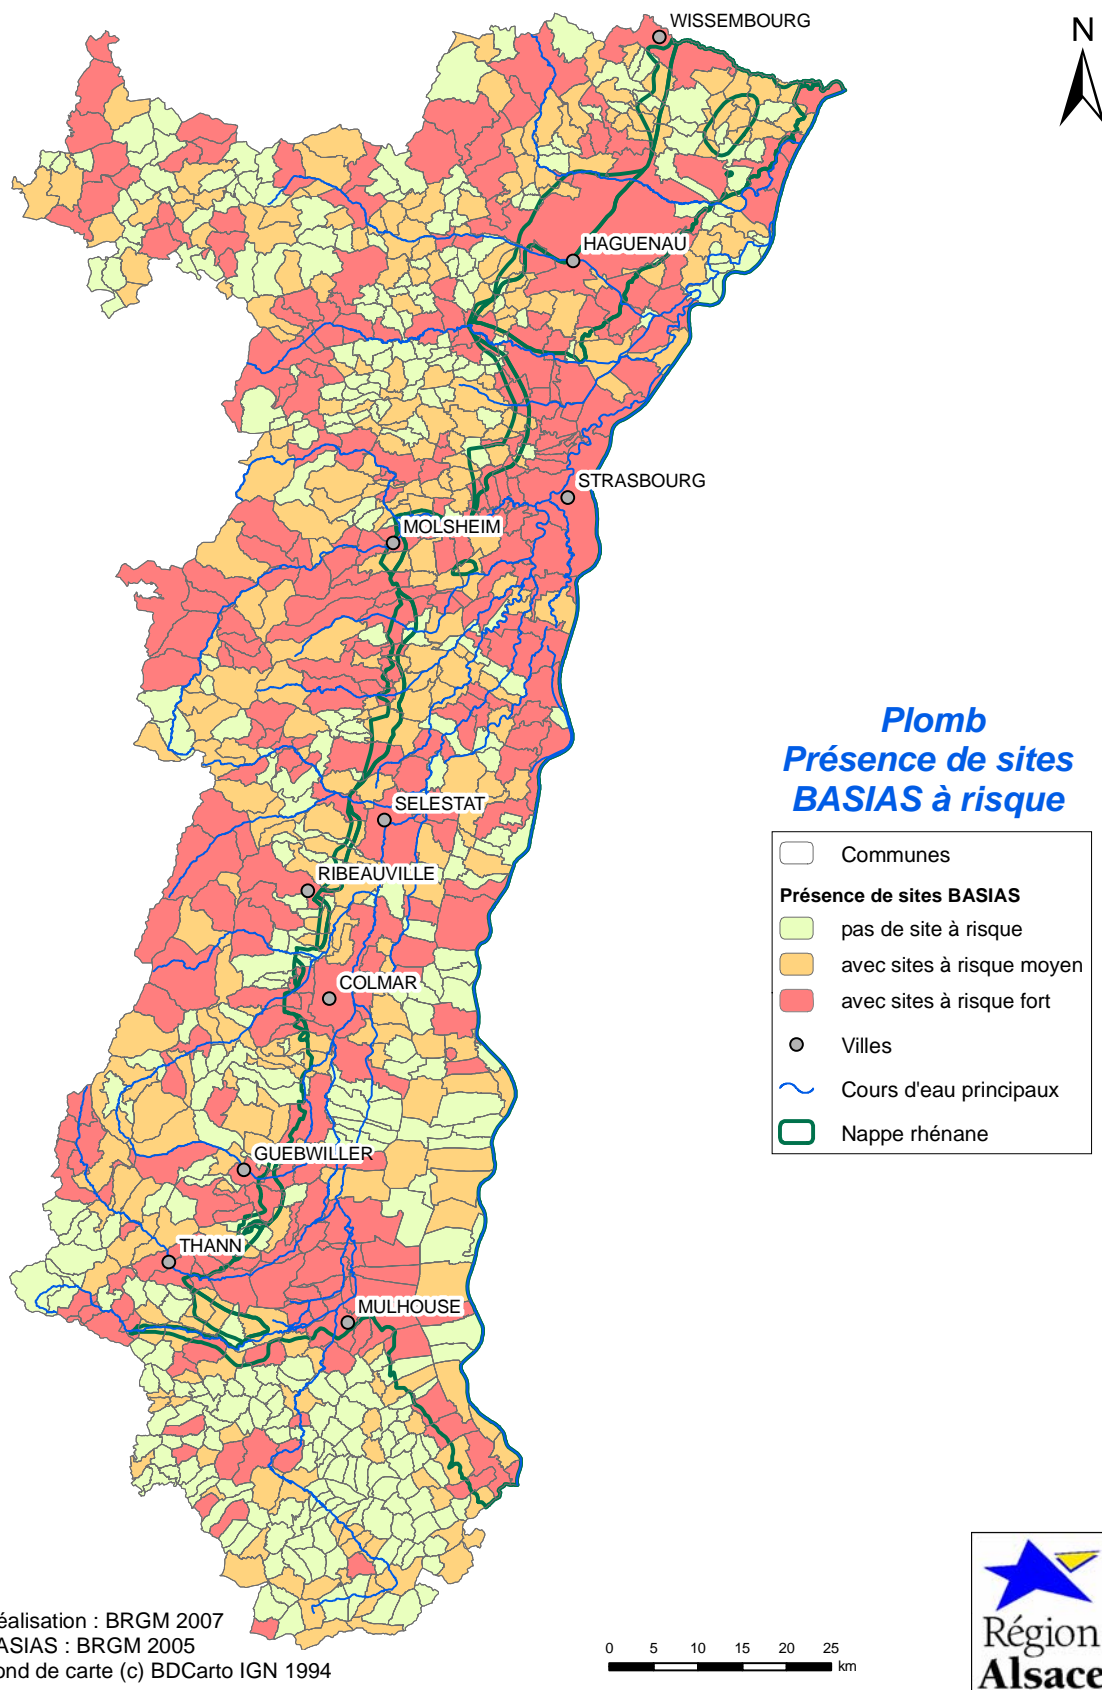 WISSEMBOURG
N
HAGUENAU
STRASBOURG
MOLSHEIM
SELESTAT
RIBEAUVILLE
COLMAR
GUEBWILLER
THANN
MULHOUSE
Plomb
Présence de sites
BASIAS à risque
Communes
Présence de sites BASIAS
pas de site à risque
avec sites à risque moyen
avec sites à risque fort
Villes
Cours d'eau principaux
Nappe rhénane
éalisation : BRGM 2007
ASIAS : BRGM 2005
ond de carte (c) BDCarto IGN 1994
0 5 10 15 20 25
km
Région
Alsace